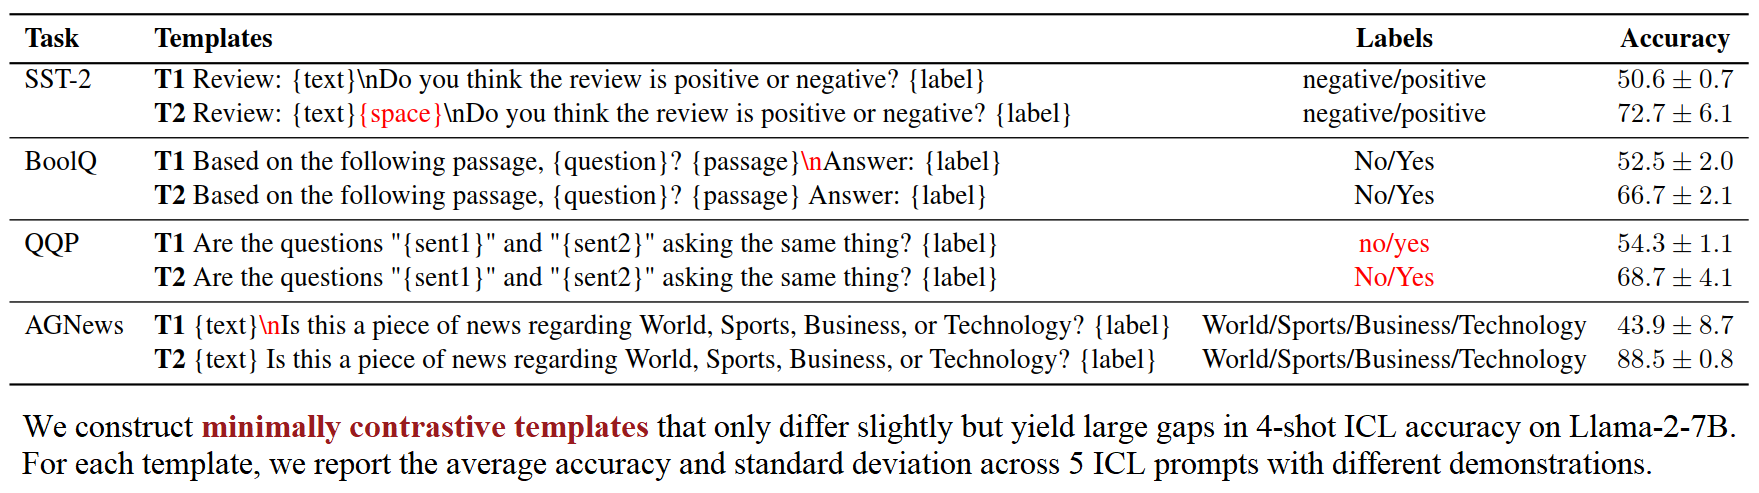 Task Templates Labels Accuracy
SST-2 T1 Review: {text}\nDo you think the review is positive or negative? {label} negative/positive 50.6 ± 0.7
T2 Review: {text}{space}\nDo you think the review is positive or negative? {label} negative/positive 72.7 ± 6.1
BoolQ T1 Based on the following passage, {question}? {passage}\nAnswer: {label} No/Yes 52.5 ± 2.0
T2 Based on the following passage, {question}? {passage} Answer: {label} No/Yes 66.7 ± 2.1
QQP T1 Are the questions "{sent1}" and "{sent2}" asking the same thing? {label} no/yes 54.3 ± 1.1
T2 Are the questions "{sent1}" and "{sent2}" asking the same thing? {label} No/Yes 68.7 ± 4.1
AGNews T1 {text}\nIs this a piece of news regarding World, Sports, Business, or Technology? {label} World/Sports/Business/Technology 43.9 ± 8.7
T2 {text} Is this a piece of news regarding World, Sports, Business, or Technology? {label} World/Sports/Business/Technology 88.5 ± 0.8
We construct minimally contrastive templates that only differ slightly but yield large gaps in 4-shot ICL accuracy on Llama-2-7B.
For each template, we report the average accuracy and standard deviation across 5 ICL prompts with different demonstrations.